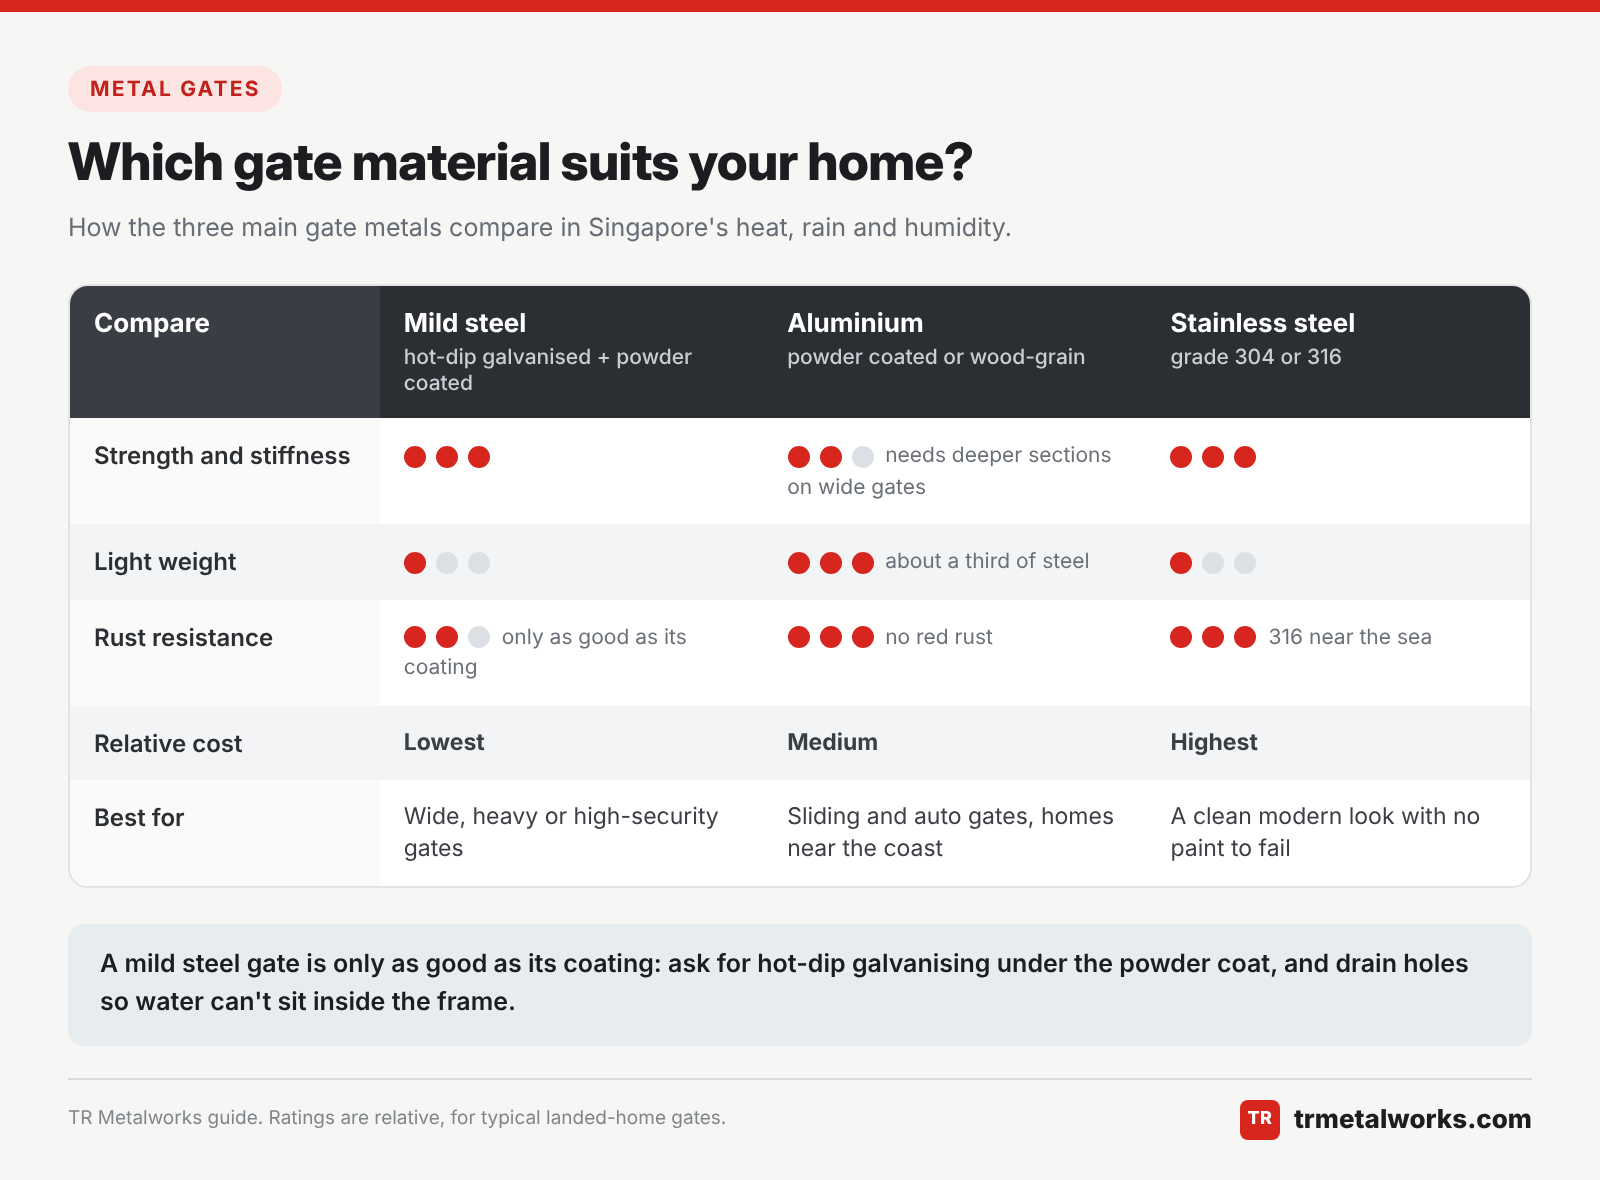 METAL GATES
Which gate material suits your home?
How the three main gate metals compare in Singapore's heat, rain and humidity.
Compare
Mild steel
hot-dip galvanised + powder
coated
Aluminium
powder coated or wood-grain
Stainless steel
grade 304 or 316
Strength and stiffness
needs deeper sections
on wide gates
Light weight
about a third of steel
Rust resistance
only as good as its
coating
no red rust
316 near the sea
Relative cost
Lowest
Medium
Highest
Best for
Wide, heavy or high-security
gates
Sliding and auto gates, homes
near the coast
A clean modern look with no
paint to fail
A mild steel gate is only as good as its coating: ask for hot-dip galvanising under the powder coat, and drain holes
so water can't sit inside the frame.
TR Metalworks guide. Ratings are relative, for typical landed-home gates.
TR trmetalworks.com